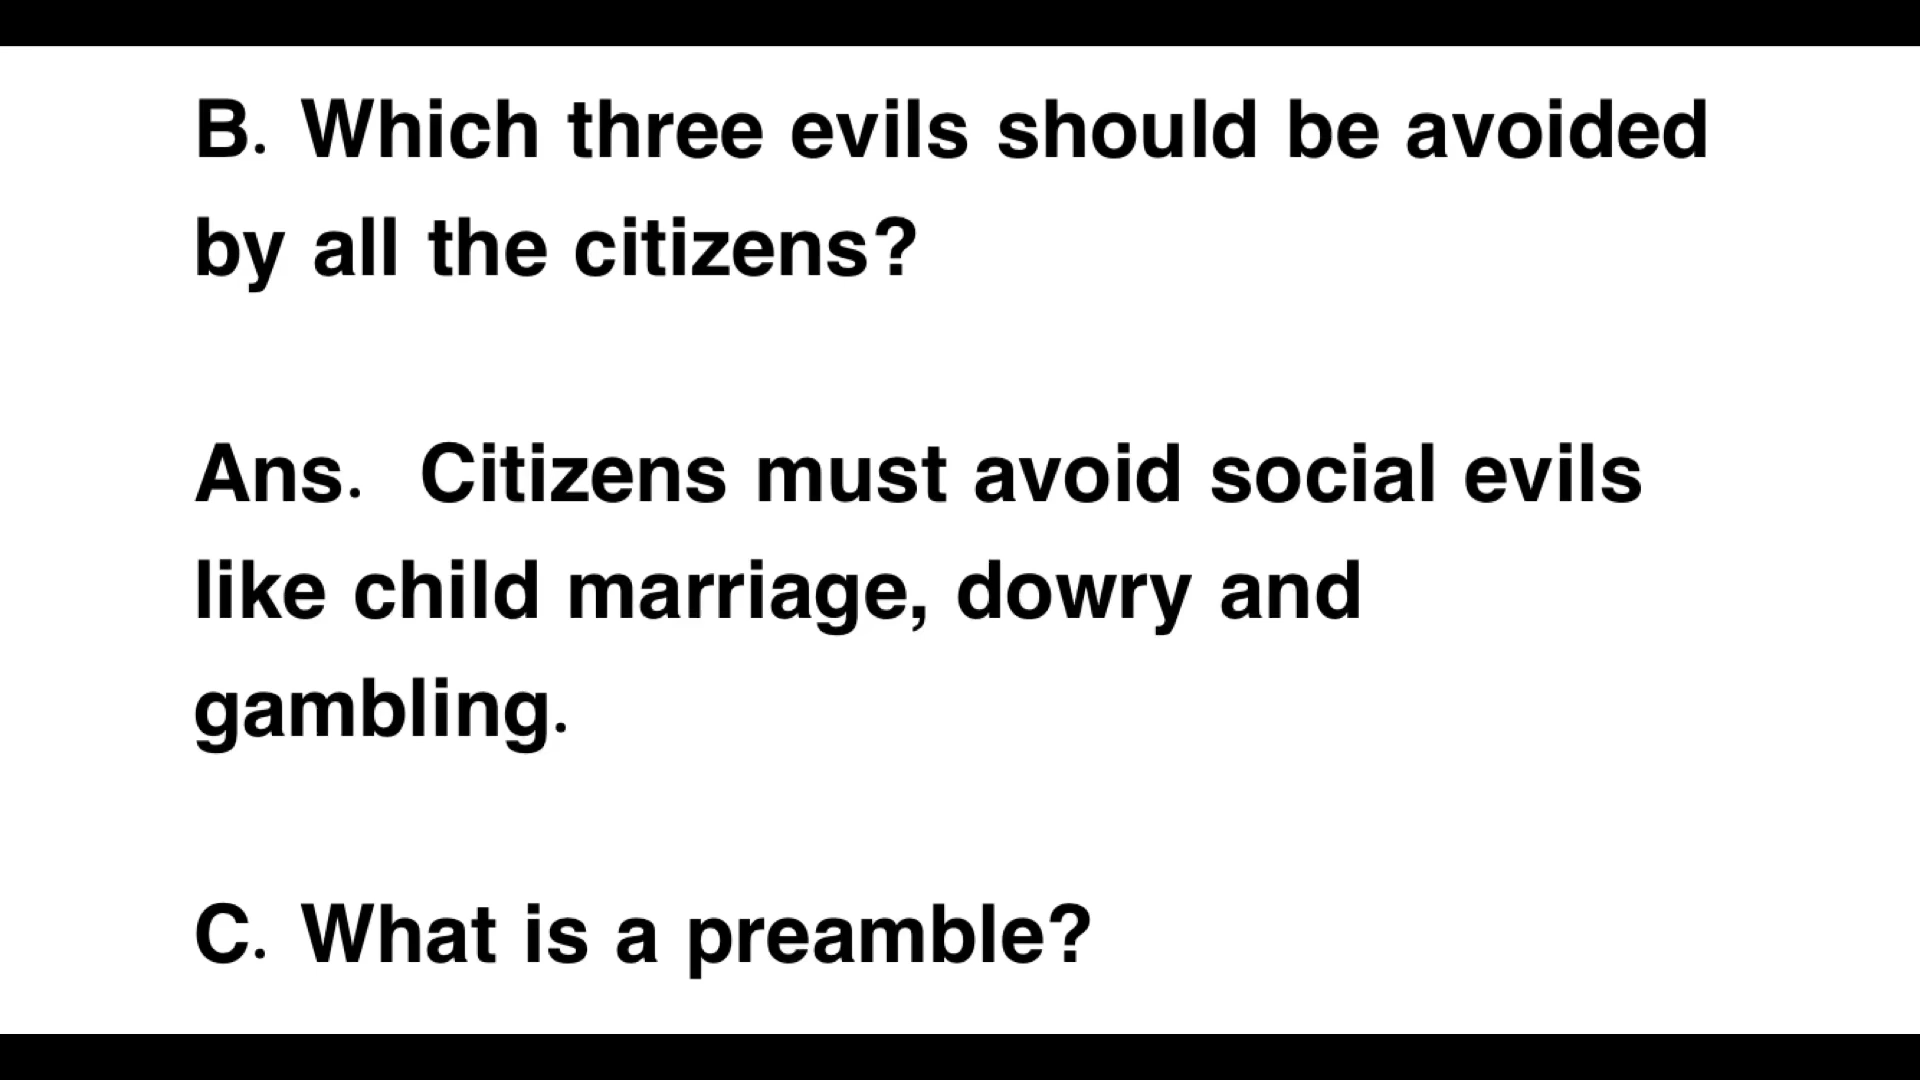 B. Which three evils should be avoided
by all the citizens?
Ans. Citizens must avoid social evils
like child marriage, dowry and
gambling.
C. What is a preamble?